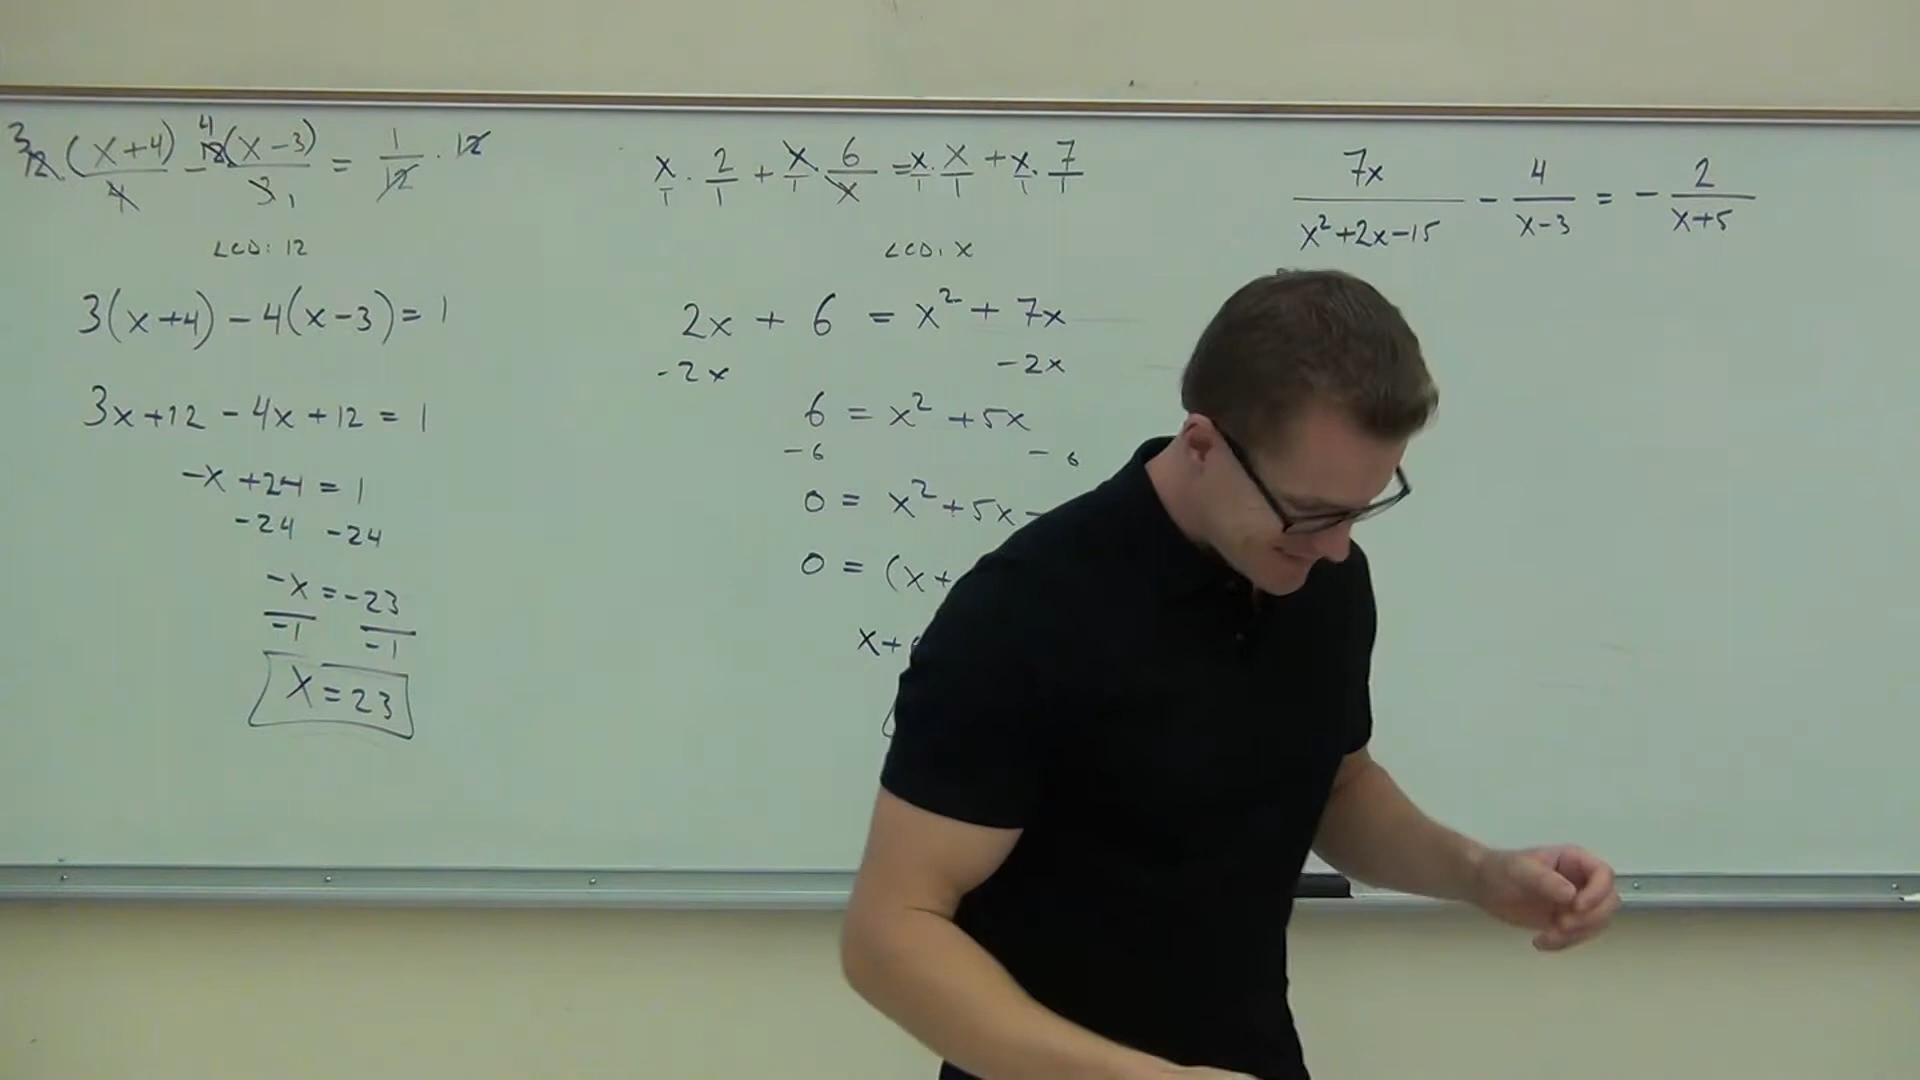 3 12(x+4)/4 - 4 12(x-3)/3 1 = 1/12 · 12
LCD: 12
3(x+4) - 4(x-3) = 1
3x+12 - 4x+12 = 1
-x +24 = 1
-24 -24
-x = -23
-1 -1
x = 23
x/1 · 2/1 + x/1 · 6/x = x/1 · x/1 + x/1 · 7/1
LCD: x
2x + 6 = x² + 7x
-2x -2x
6 = x² + 5x
-6 -6
0 = x² + 5x -
0 = (x+
x+
7x/(x²+2x-15) - 4/(x-3) = - 2/(x+5)